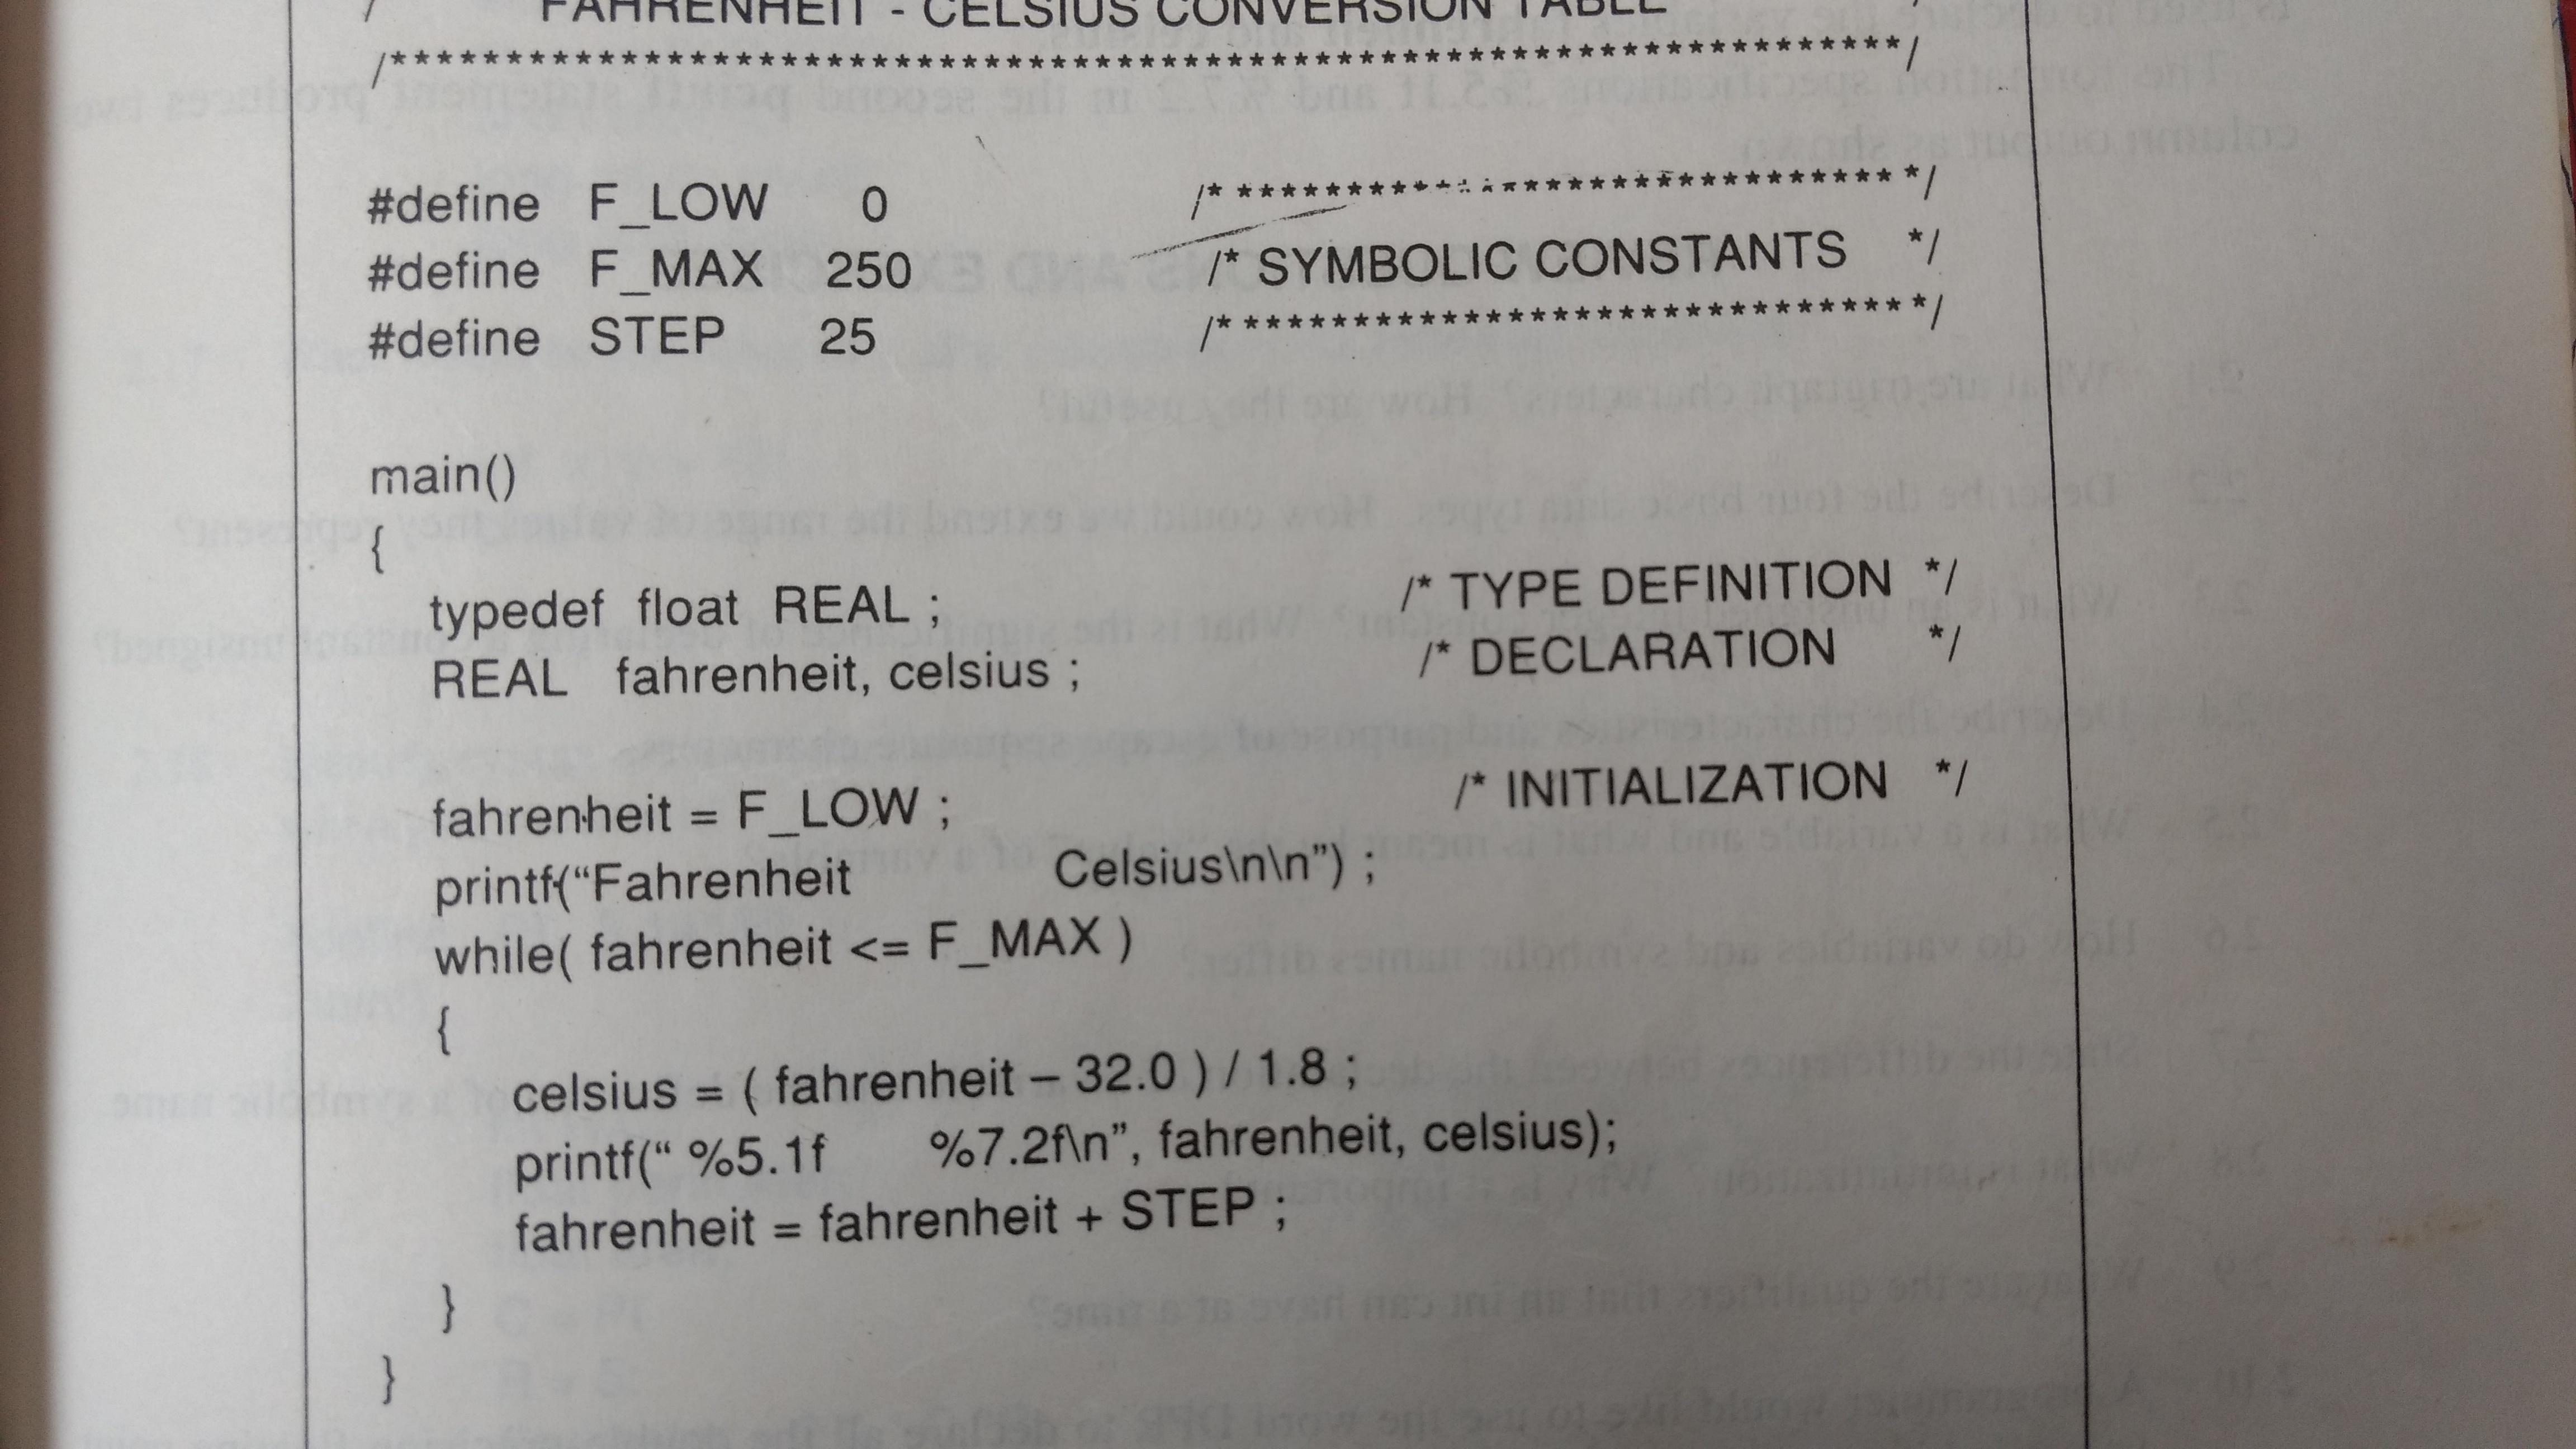 / FAHRENHEIT - CELSIUS CONVERSION TABLE /
/*******************************************************************/
#define F_LOW 0 /* ****************************** */
#define F_MAX 250 /* SYMBOLIC CONSTANTS */
#define STEP 25 /* ****************************** */
main()
{
typedef float REAL ; /* TYPE DEFINITION */
REAL fahrenheit, celsius ; /* DECLARATION */
fahrenheit = F_LOW ; /* INITIALIZATION */
printf(“Fahrenheit Celsius\n\n”) ;
while( fahrenheit <= F_MAX )
{
celsius = ( fahrenheit – 32.0 ) / 1.8 ;
printf(“ %5.1f %7.2f\n”, fahrenheit, celsius);
fahrenheit = fahrenheit + STEP ;
}
}